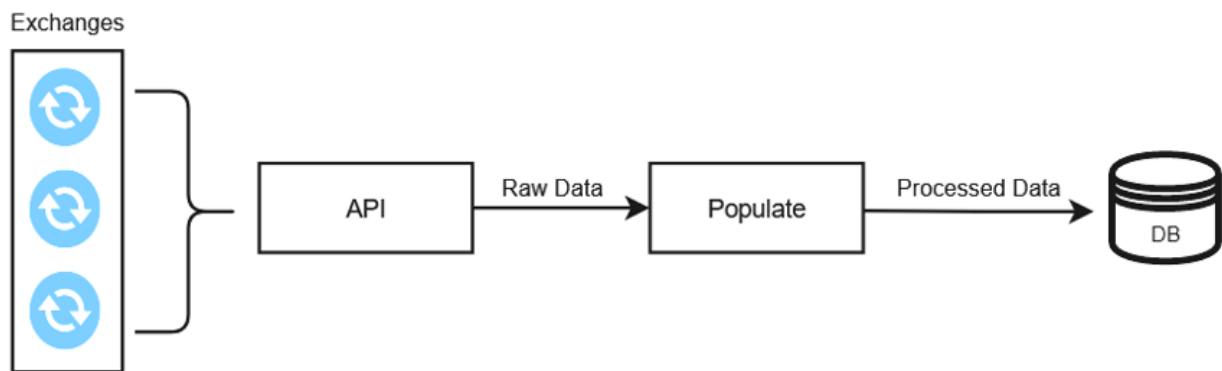 Exchanges
API
Raw Data
Populate
Processed Data
DB